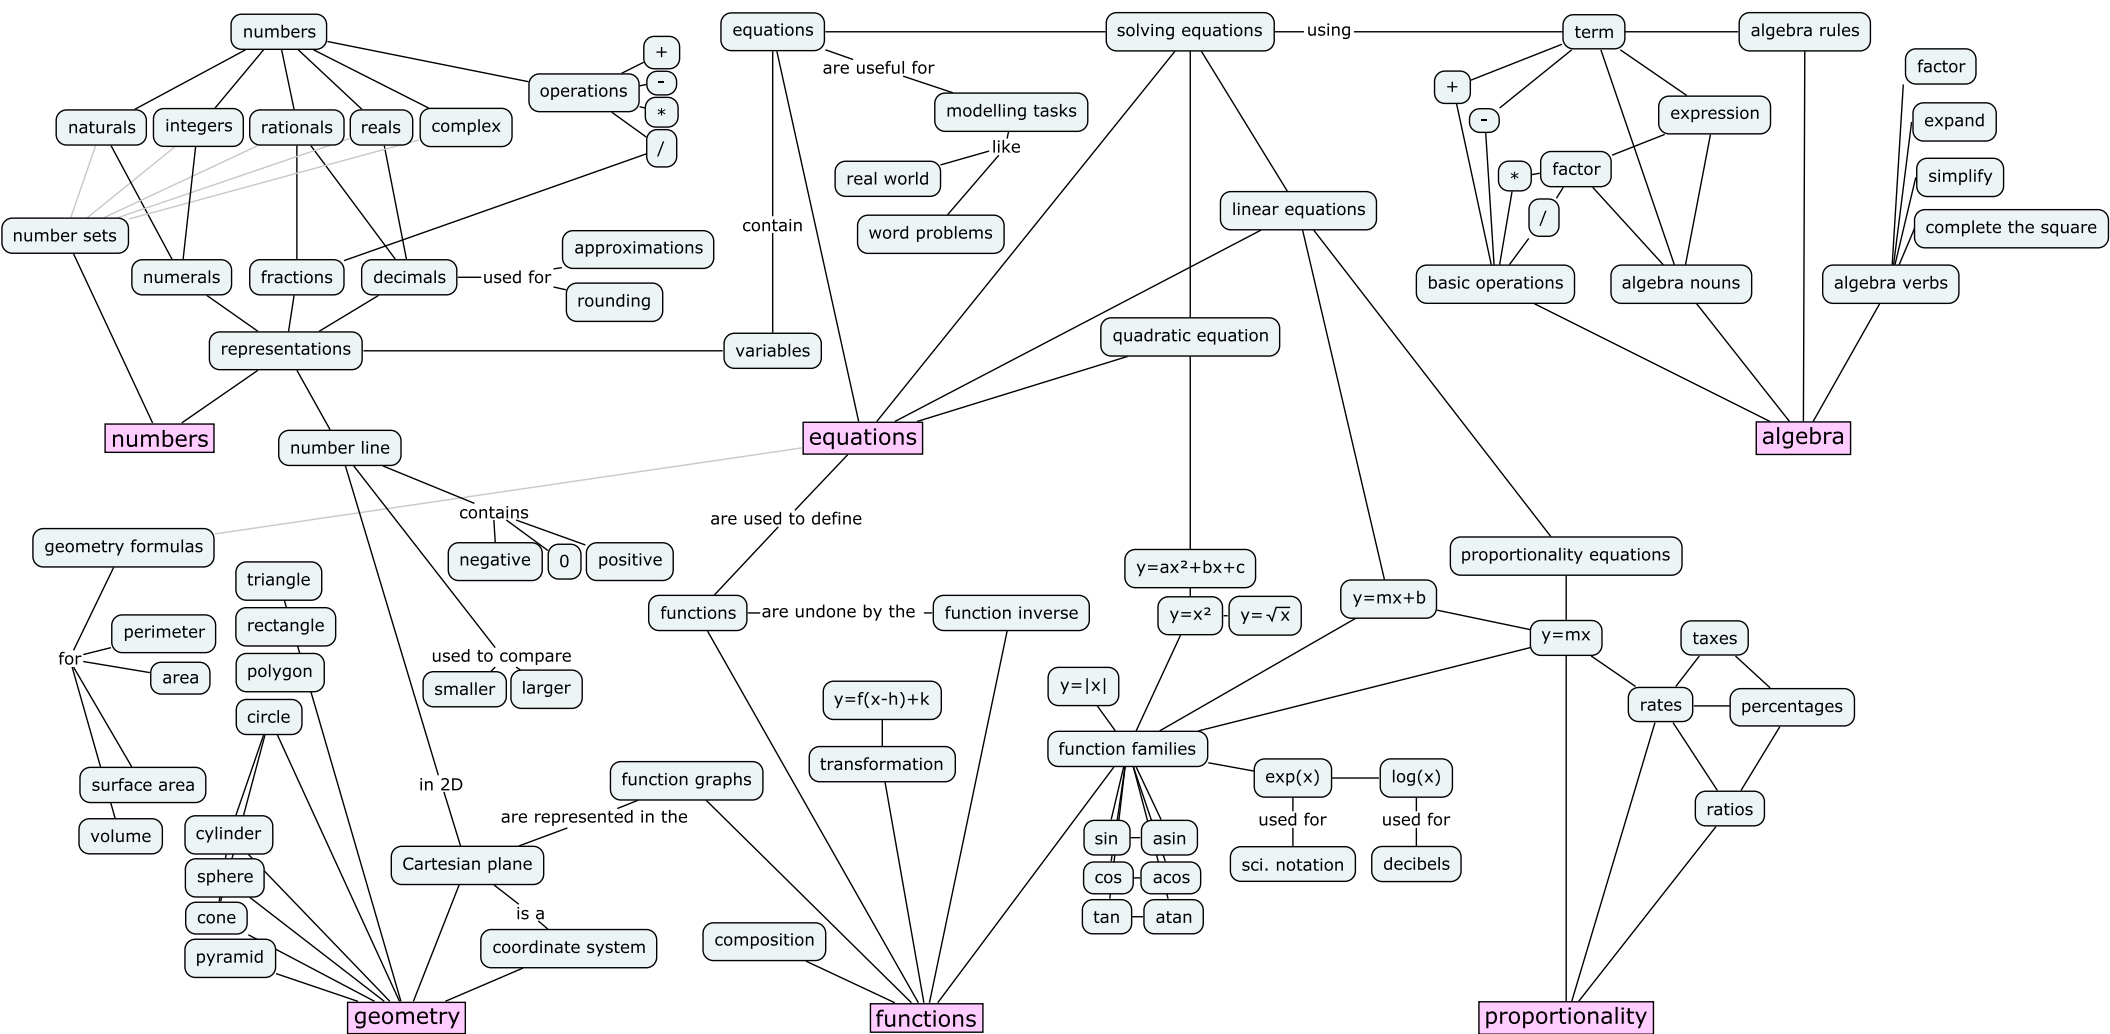 numbers
operations
+
-
*
/
naturals
integers
rationals
reals
complex
number sets
numerals
fractions
decimals
used for
approximations
rounding
representations
numbers
equations
solving equations
using
term
algebra rules
are useful for
modelling tasks
like
real world
word problems
contain
variables
linear equations
quadratic equation
equations
+
-
*
/
factor
expression
basic operations
algebra nouns
factor
expand
simplify
complete the square
algebra verbs
algebra
number line
contains
negative
0
positive
used to compare
smaller
larger
in 2D
geometry formulas
for
perimeter
area
surface area
volume
triangle
rectangle
polygon
circle
cylinder
sphere
cone
pyramid
Cartesian plane
is a
coordinate system
geometry
are used to define
functions
are undone by the
function inverse
y=f(x-h)+k
transformation
function graphs
are represented in the
composition
functions
y=ax²+bx+c
y=x²
y=√x
y=mx+b
proportionality equations
y=mx
y=|x|
function families
exp(x)
log(x)
used for
used for
sci. notation
decibels
sin
asin
cos
acos
tan
atan
taxes
rates
percentages
ratios
proportionality